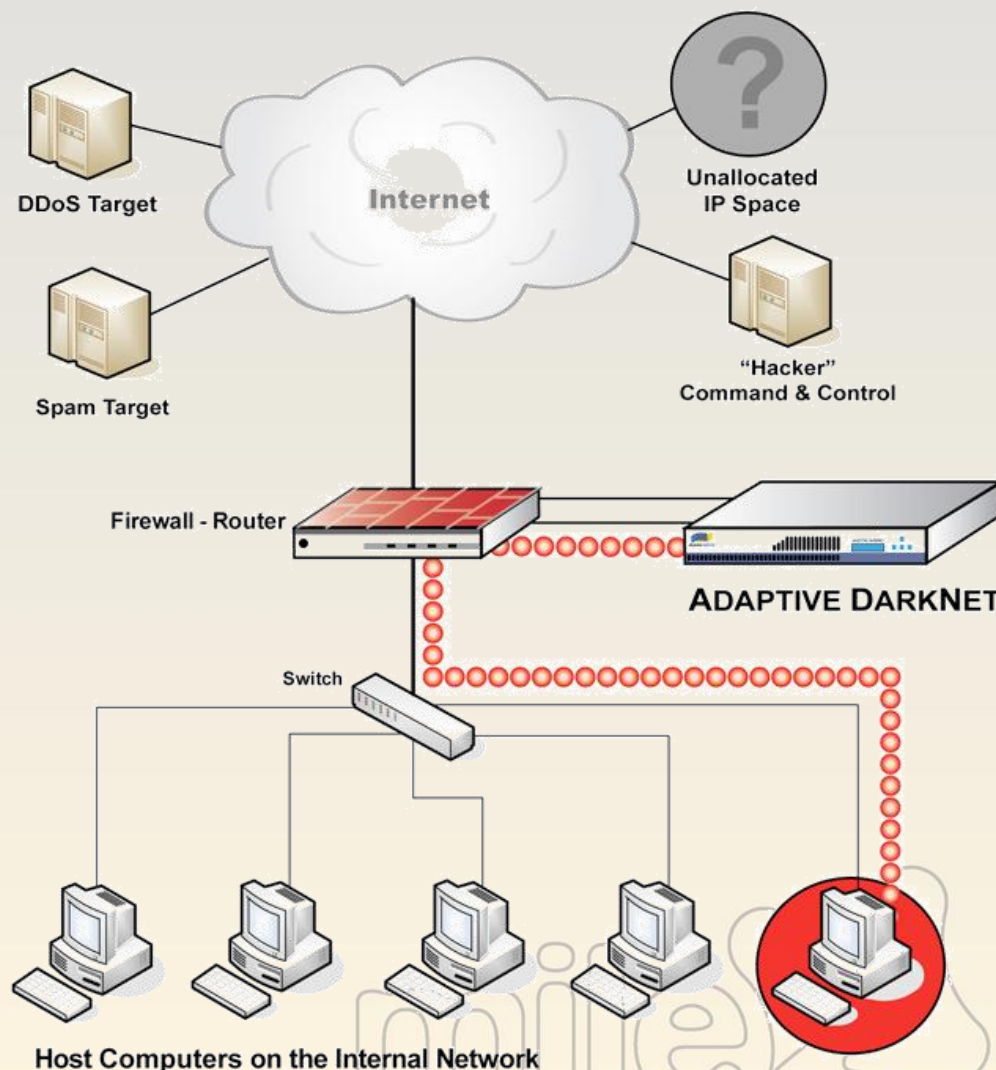 DDoS Target
Internet
?
Unallocated
IP Space
Spam Target
“Hacker”
Command & Control
Firewall - Router
ADAPTIVE DARKNET
Switch
Host Computers on the Internal Network